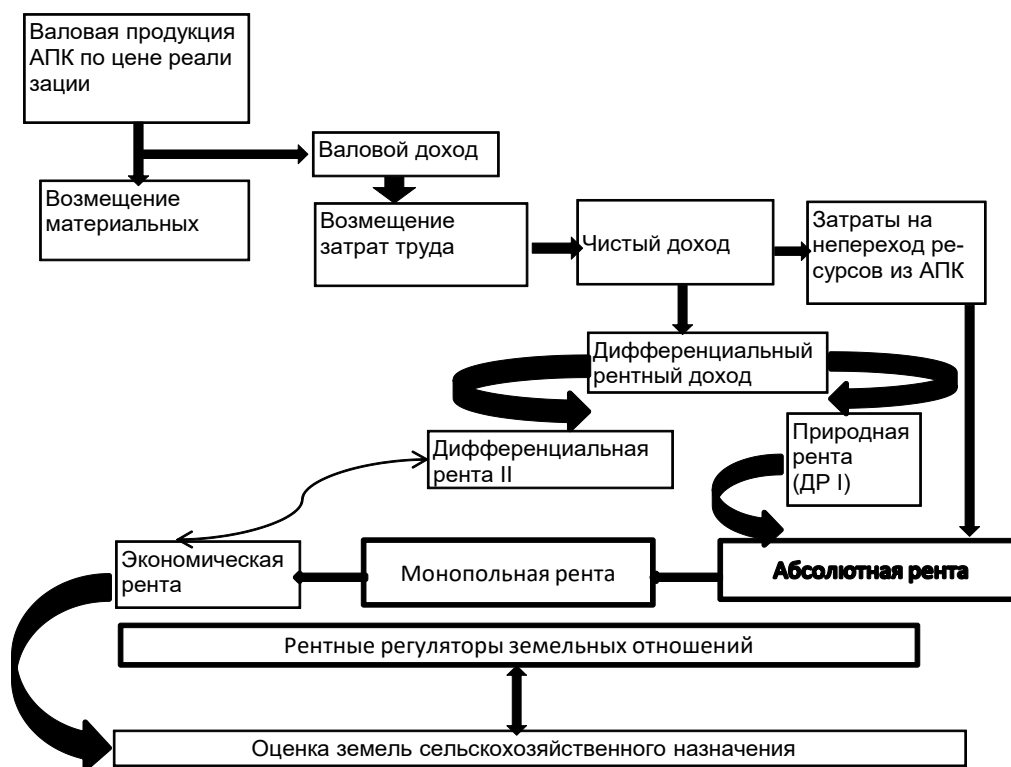 Валовая продукция
АПК по цене реали
зации
Валовой доход
Возмещение
материальных
Возмещение
затрат труда
Чистый доход
Затраты на
непереход ре-
сурсов из АПК
Дифференциальный
рентный доход
Дифференциальная
рента II
Природная
рента
(ДР I)
Экономическая
рента
Монопольная рента
Абсолютная рента
Рентные регуляторы земельных отношений
Оценка земель сельскохозяйственного назначения